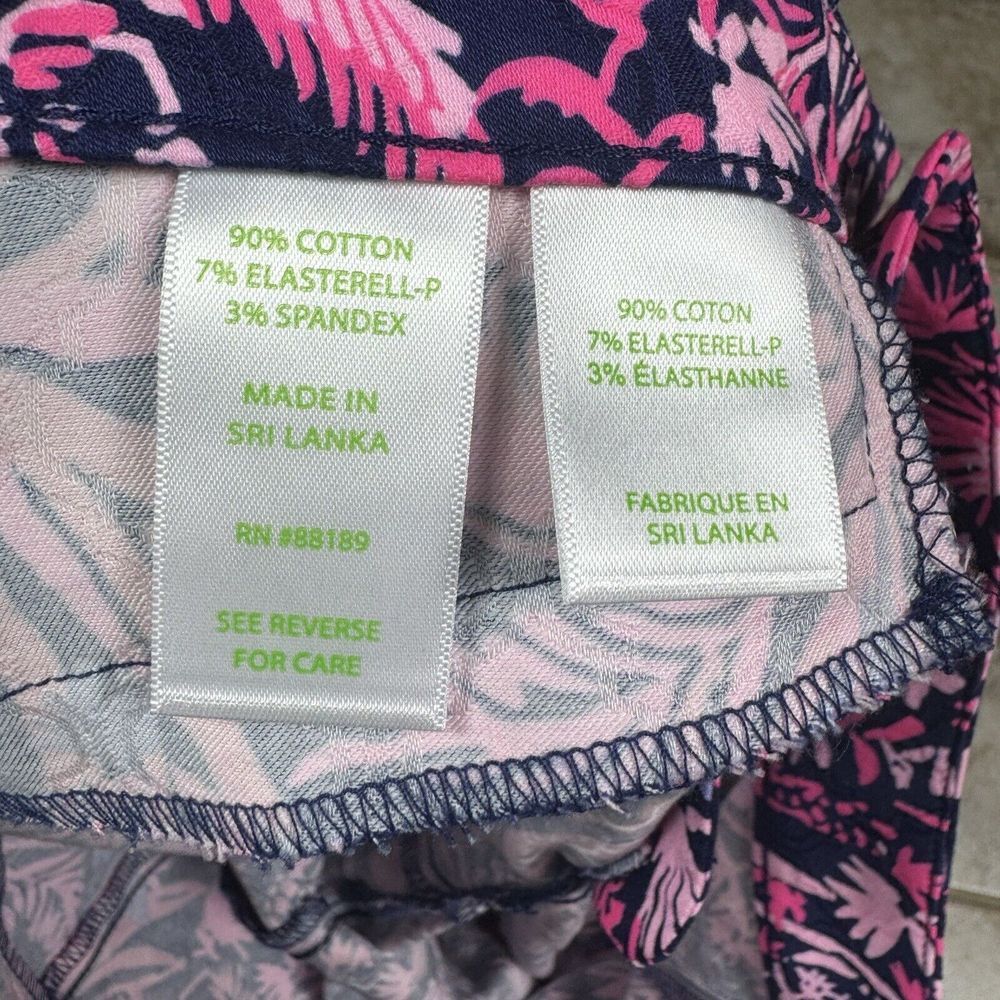 90% COTTON
7% ELASTERELL-P
3% SPANDEX
MADE IN
SRI LANKA
RN #88189
SEE REVERSE
FOR CARE
90% COTON
7% ELASTERELL-P
3% ÉLASTHANNE
FABRIQUE EN
SRI LANKA